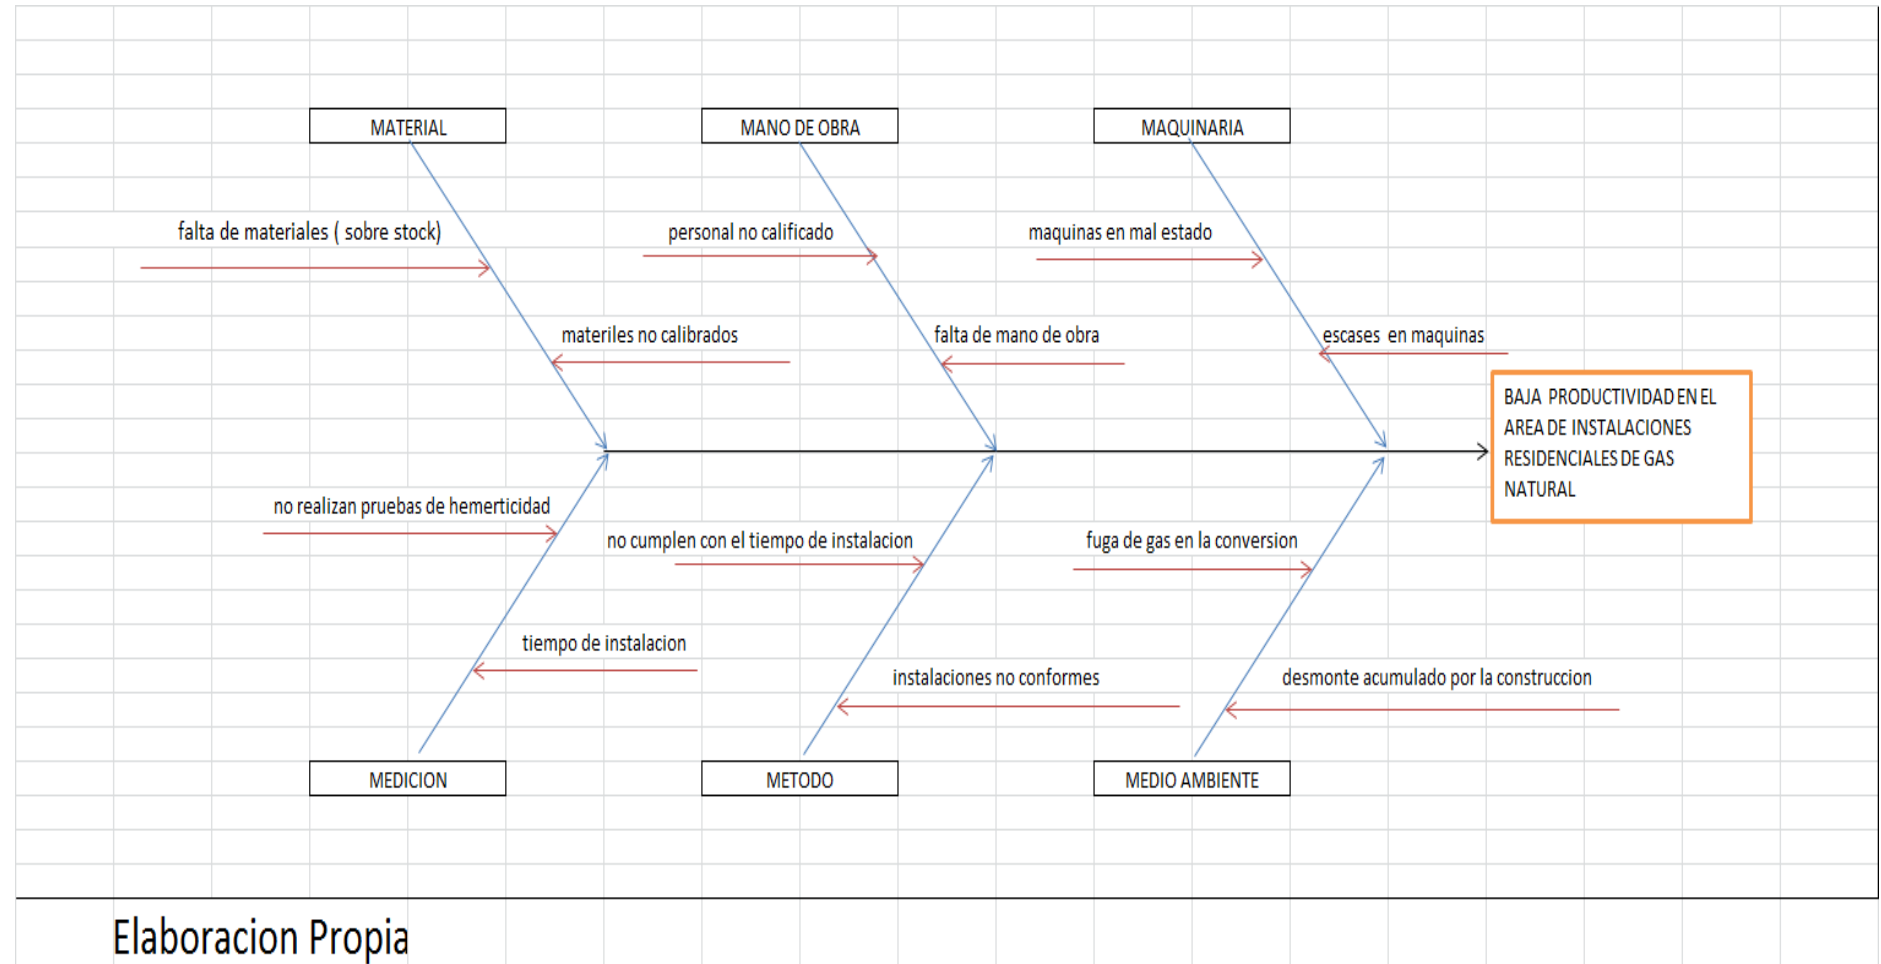 MATERIAL
MANO DE OBRA
MAQUINARIA
falta de materiales ( sobre stock)
personal no calificado
maquinas en mal estado
materiles no calibrados
falta de mano de obra
escases en maquinas
BAJA PRODUCTIVIDAD EN EL
AREA DE INSTALACIONES
RESIDENCIALES DE GAS
NATURAL
no realizan pruebas de hemerticidad
no cumplen con el tiempo de instalacion
fuga de gas en la conversion
tiempo de instalacion
instalaciones no conformes
desmonte acumulado por la construccion
MEDICION
METODO
MEDIO AMBIENTE
Elaboracion Propia